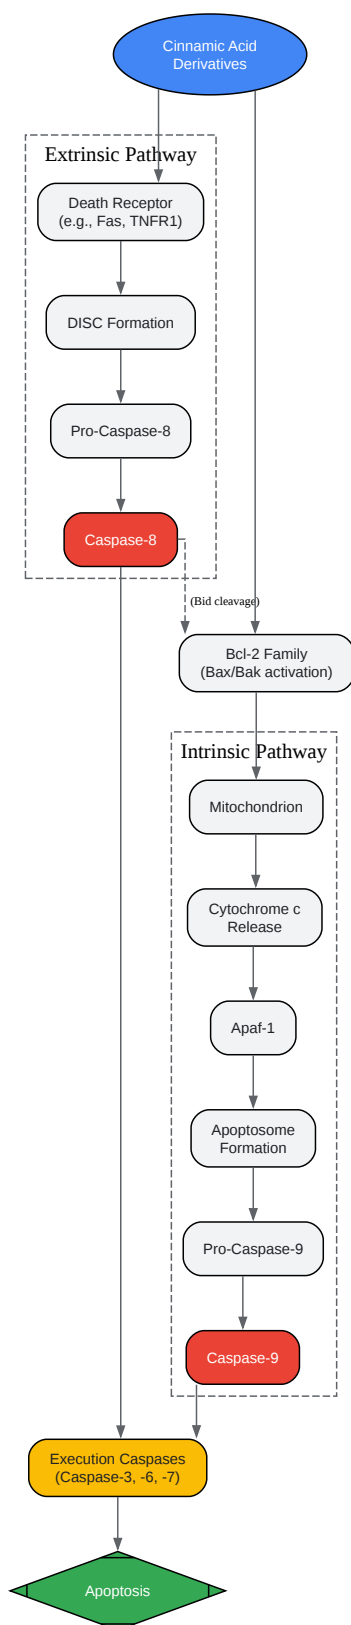 Cinnamic Acid
Derivatives
Extrinsic Pathway
Death Receptor
(e.g., Fas, TNFR1)
DISC Formation
Pro-Caspase-8
Caspase-8
(Bid cleavage)
Bcl-2 Family
(Bax/Bak activation)
Intrinsic Pathway
Mitochondrion
Cytochrome c
Release
Apaf-1
Apoptosome
Formation
Pro-Caspase-9
Caspase-9
Execution Caspases
(Caspase-3, -6, -7)
Apoptosis